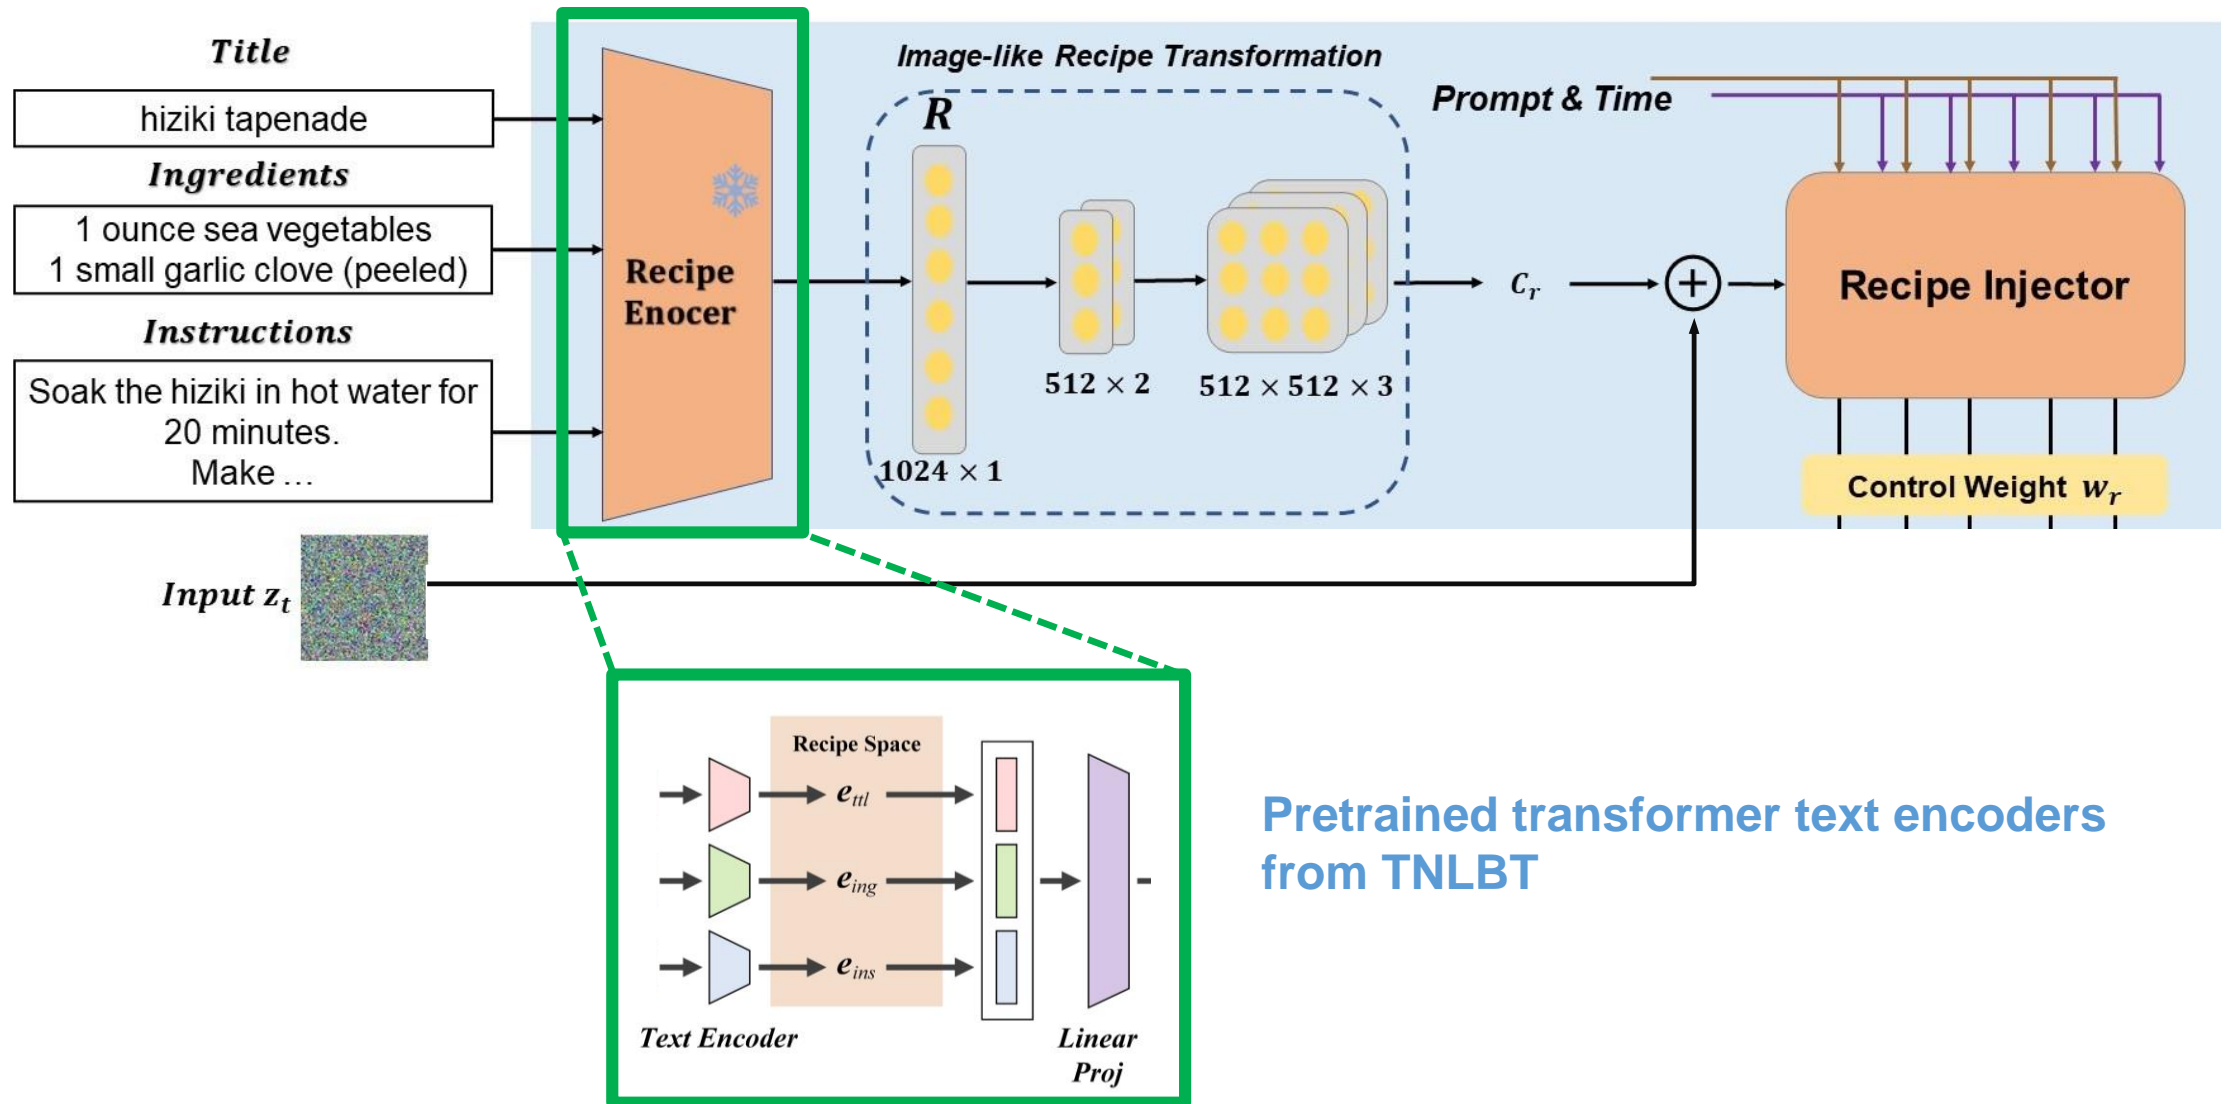 Title
hiziki tapenade
Ingredients
1 ounce sea vegetables
1 small garlic clove (peeled)
Instructions
Soak the hiziki in hot water for
20 minutes.
Make ...
Input z_t
Recipe
Enocer
Image-like Recipe Transformation
R
1024 × 1
512 × 2
512 × 512 × 3
C_r
+
Prompt & Time
Recipe Injector
Control Weight w_r
Recipe Space
e_ttl
e_ing
e_ins
Text Encoder
Linear
Proj
Pretrained transformer text encoders
from TNLBT